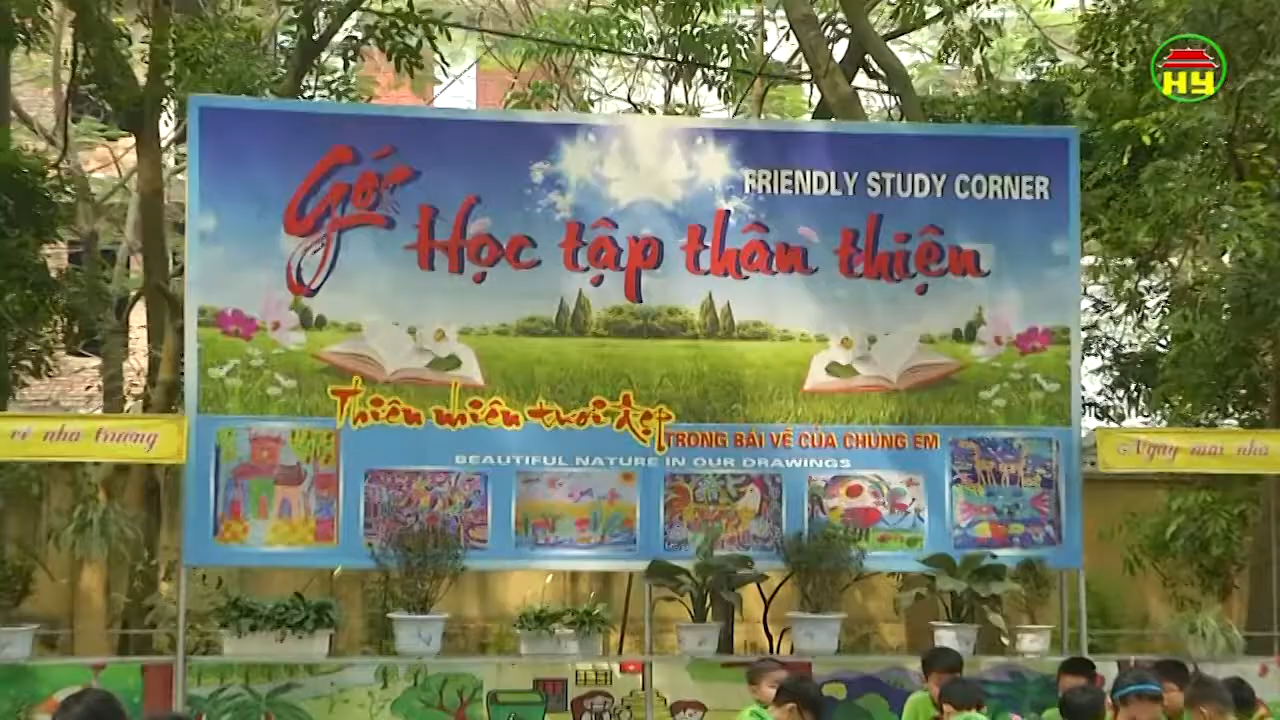 HY
Góc
FRIENDLY STUDY CORNER
Học tập thân thiện
Thiên nhiên tươi đẹp
TRONG BÀI VẼ CỦA CHÚNG EM
BEAUTIFUL NATURE IN OUR DRAWINGS
về nhà trường
Ngày mai nhà